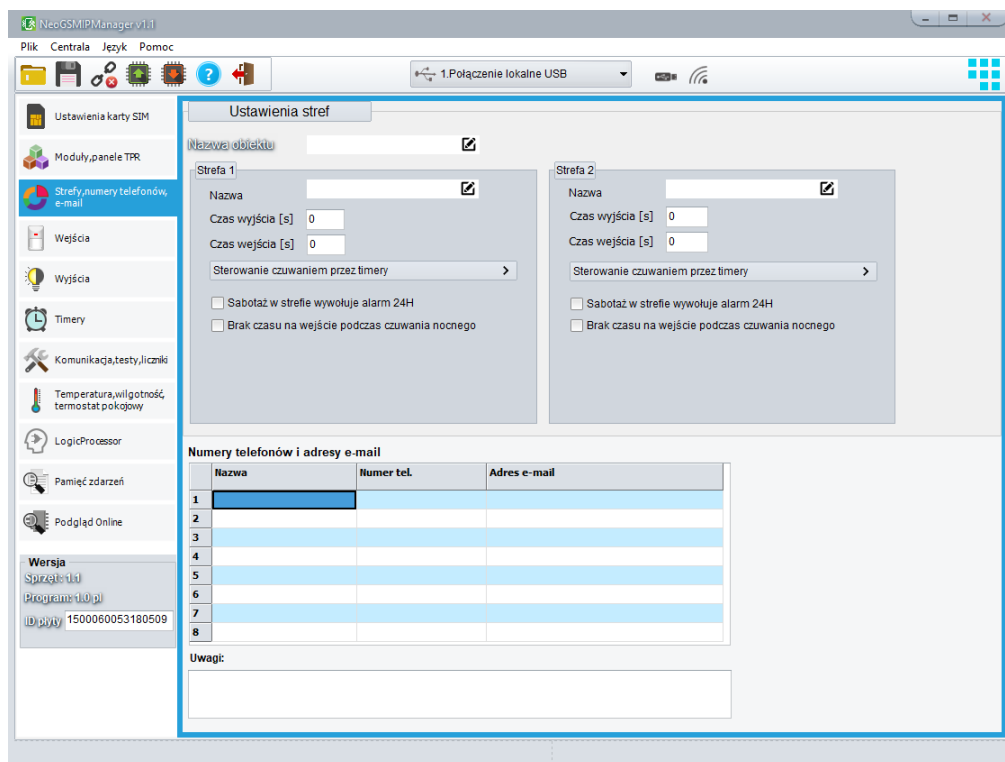 NeoGSMIPManager v1.1
Plik Centrala Język Pomoc
1.Połączenie lokalne USB
Ustawienia karty SIM
Moduły,panele TPR
Strefy,numery telefonów,
e-mail
Wejścia
Wyjścia
Timery
Komunikacja,testy,liczniki
Temperatura,wilgotność,
termostat pokojowy
LogicProcessor
Pamięć zdarzeń
Podgląd Online
Wersja
Sprzęt: 1.1
Program: 1.0 pl
ID płyty 1500060053180509
Ustawienia stref
Nazwa obiektu
Strefa 1
Nazwa
Czas wyjścia [s] 0
Czas wejścia [s] 0
Sterowanie czuwaniem przez timery >
Sabotaż w strefie wywołuje alarm 24H
Brak czasu na wejście podczas czuwania nocnego
Strefa 2
Nazwa
Czas wyjścia [s] 0
Czas wejścia [s] 0
Sterowanie czuwaniem przez timery >
Sabotaż w strefie wywołuje alarm 24H
Brak czasu na wejście podczas czuwania nocnego
Numery telefonów i adresy e-mail
Nazwa Numer tel. Adres e-mail
1
2
3
4
5
6
7
8
Uwagi: